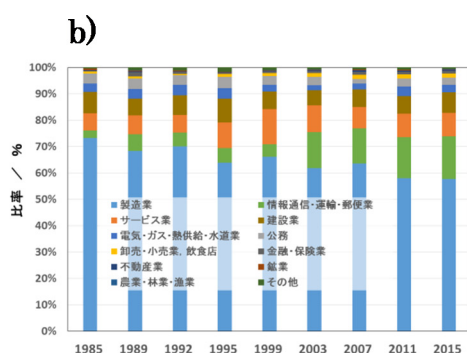 b)
比率 / %
100%
90%
80%
70%
60%
50%
40%
30%
20%
10%
0%
製造業 情報通信・運輸・郵便業
サービス業 建設業
電気・ガス・熱供給・水道業 公務
卸売・小売業、飲食店 金融・保険業
不動産業 鉱業
農業・林業・漁業 その他
1985 1989 1992 1995 1999 2003 2007 2011 2015